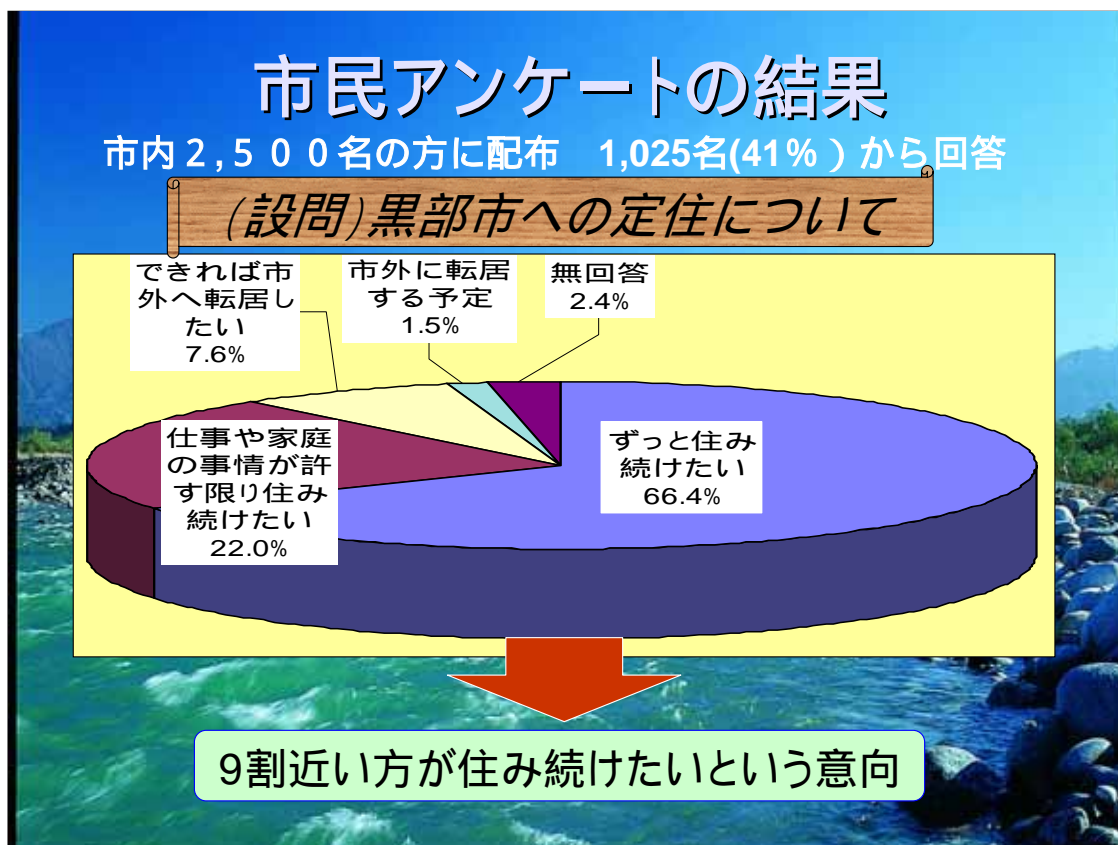 市民アンケートの結果
市内２,５００名の方に配布　1,025名(41％）から回答
(設問)黒部市への定住について
できれば市
外へ転居し
たい
7.6%
市外に転居
する予定
1.5%
無回答
2.4%
仕事や家庭
の事情が許
す限り住み
続けたい
22.0%
ずっと住み
続けたい
66.4%
9割近い方が住み続けたいという意向